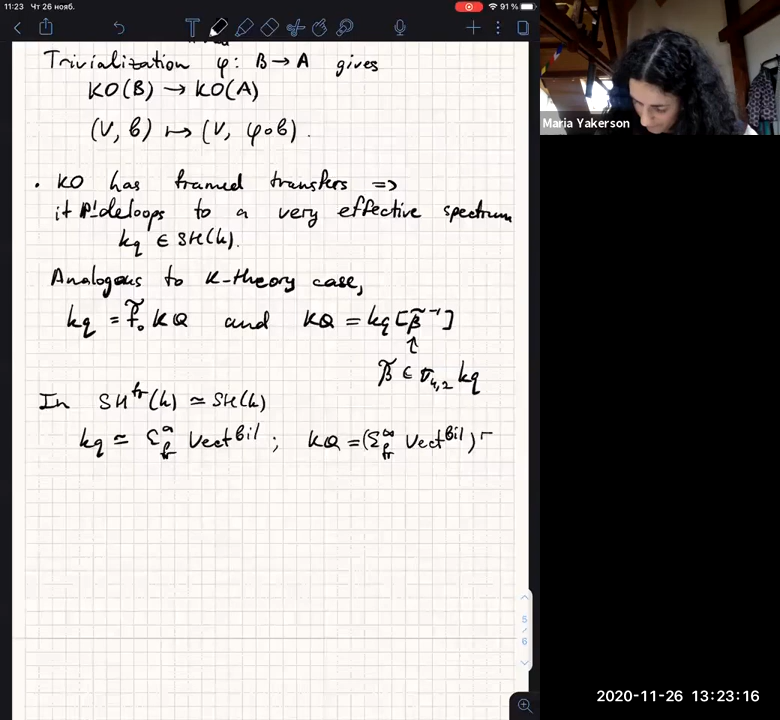 11:23 Чт 26 нояб.
91 %
Trivialization φ: B → A gives
KO(B) → KO(A)
(V, b) ↦ (V, φ∘b).
• KO has framed transfers =>
it P¹ deloops to a very effective spectrum
kq ∈ SH(k).
Analogous to K-theory case,
kq = f̃₀ KQ and KQ = kq [β̃⁻¹]
↑
β̃ ∈ π₄,₂ kq
In SH^fr(k) ≃ SH(k)
kq ≃ Σ^∞_fr Vect^bil ; KQ = (Σ^∞_fr Vect^bil)
Maria Yakerson
5
6
2020-11-26 13:23:16